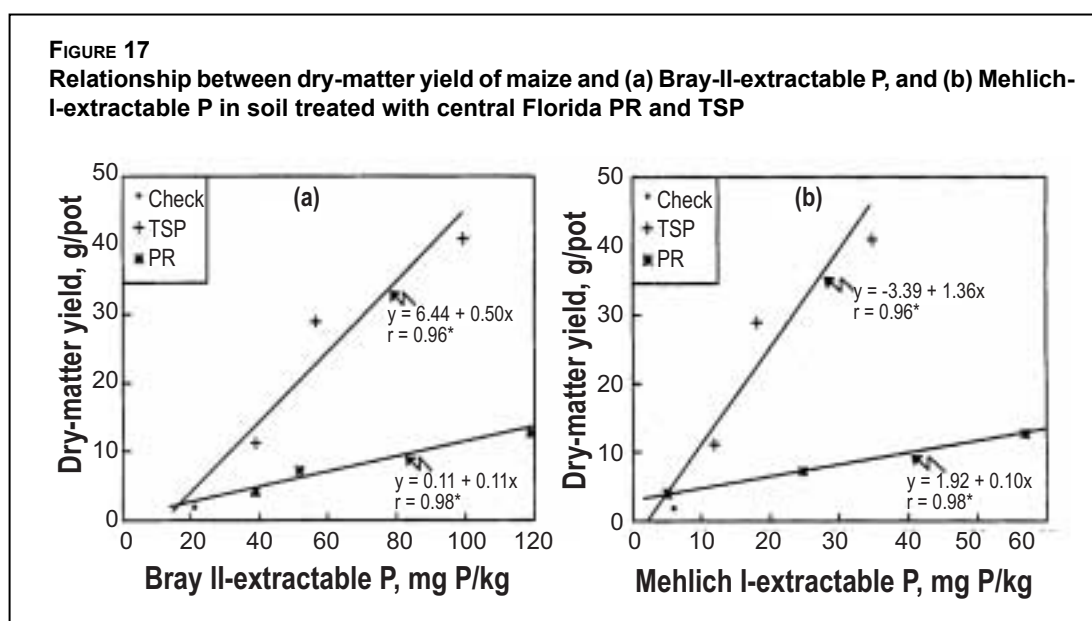 FIGURE 17
Relationship between dry-matter yield of maize and (a) Bray-II-extractable P, and (b) Mehlich-
I-extractable P in soil treated with central Florida PR and TSP
50
40
30
20
10
0
Dry-matter yield, g/pot
Check
TSP
PR
(a)
y = 6.44 + 0.50x
r = 0.96*
y = 0.11 + 0.11x
r = 0.98*
0 20 40 60 80 100 120
Bray II-extractable P, mg P/kg
50
40
30
20
10
0
Dry-matter yield, g/pot
Check
TSP
PR
(b)
y = -3.39 + 1.36x
r = 0.96*
y = 1.92 + 0.10x
r = 0.98*
0 10 20 30 40 50 60
Mehlich I-extractable P, mg P/kg